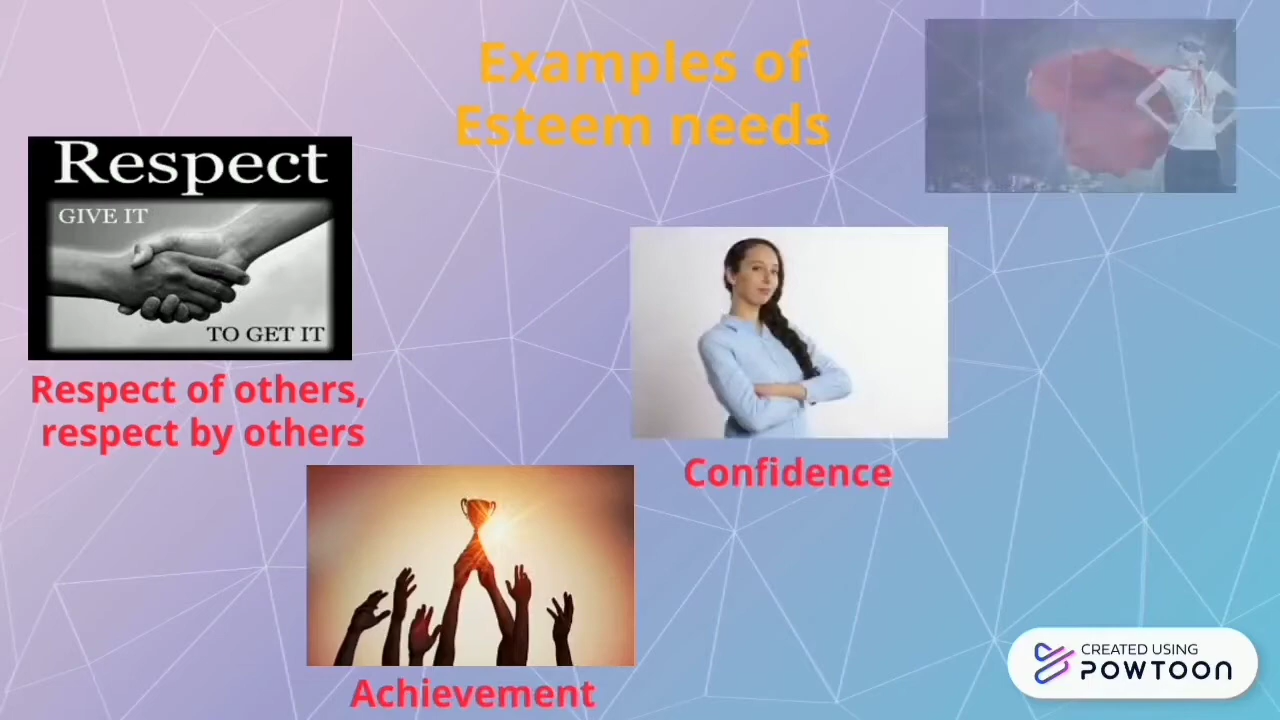 Examples of
Esteem needs
Respect
GIVE IT
TO GET IT
Respect of others,
respect by others
Confidence
Achievement
CREATED USING
POWTOON